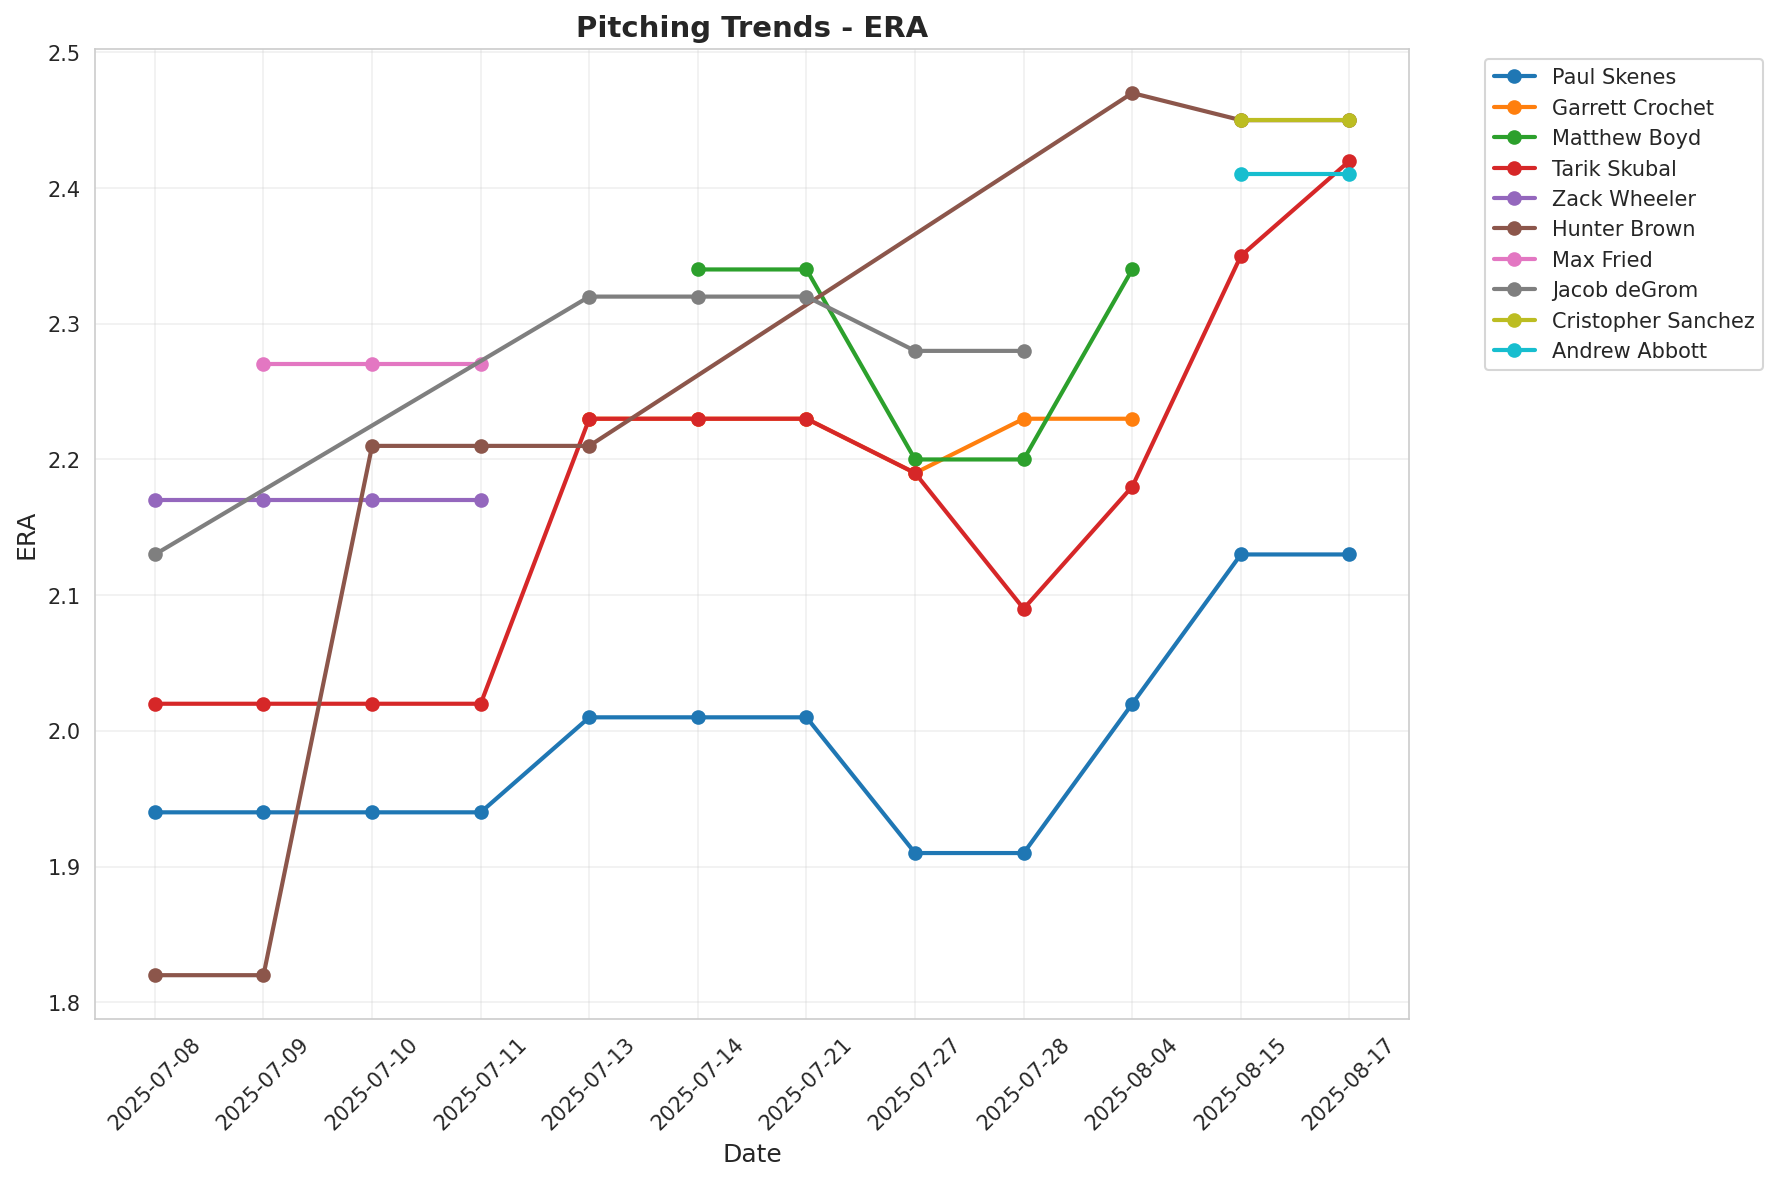 Pitching Trends - ERA
2.5
2.4
2.3
2.2
2.1
2.0
1.9
1.8
ERA
2025-07-08
2025-07-09
2025-07-10
2025-07-11
2025-07-13
2025-07-14
2025-07-21
2025-07-27
2025-07-28
2025-08-04
2025-08-15
2025-08-17
Date
Paul Skenes
Garrett Crochet
Matthew Boyd
Tarik Skubal
Zack Wheeler
Hunter Brown
Max Fried
Jacob deGrom
Cristopher Sanchez
Andrew Abbott